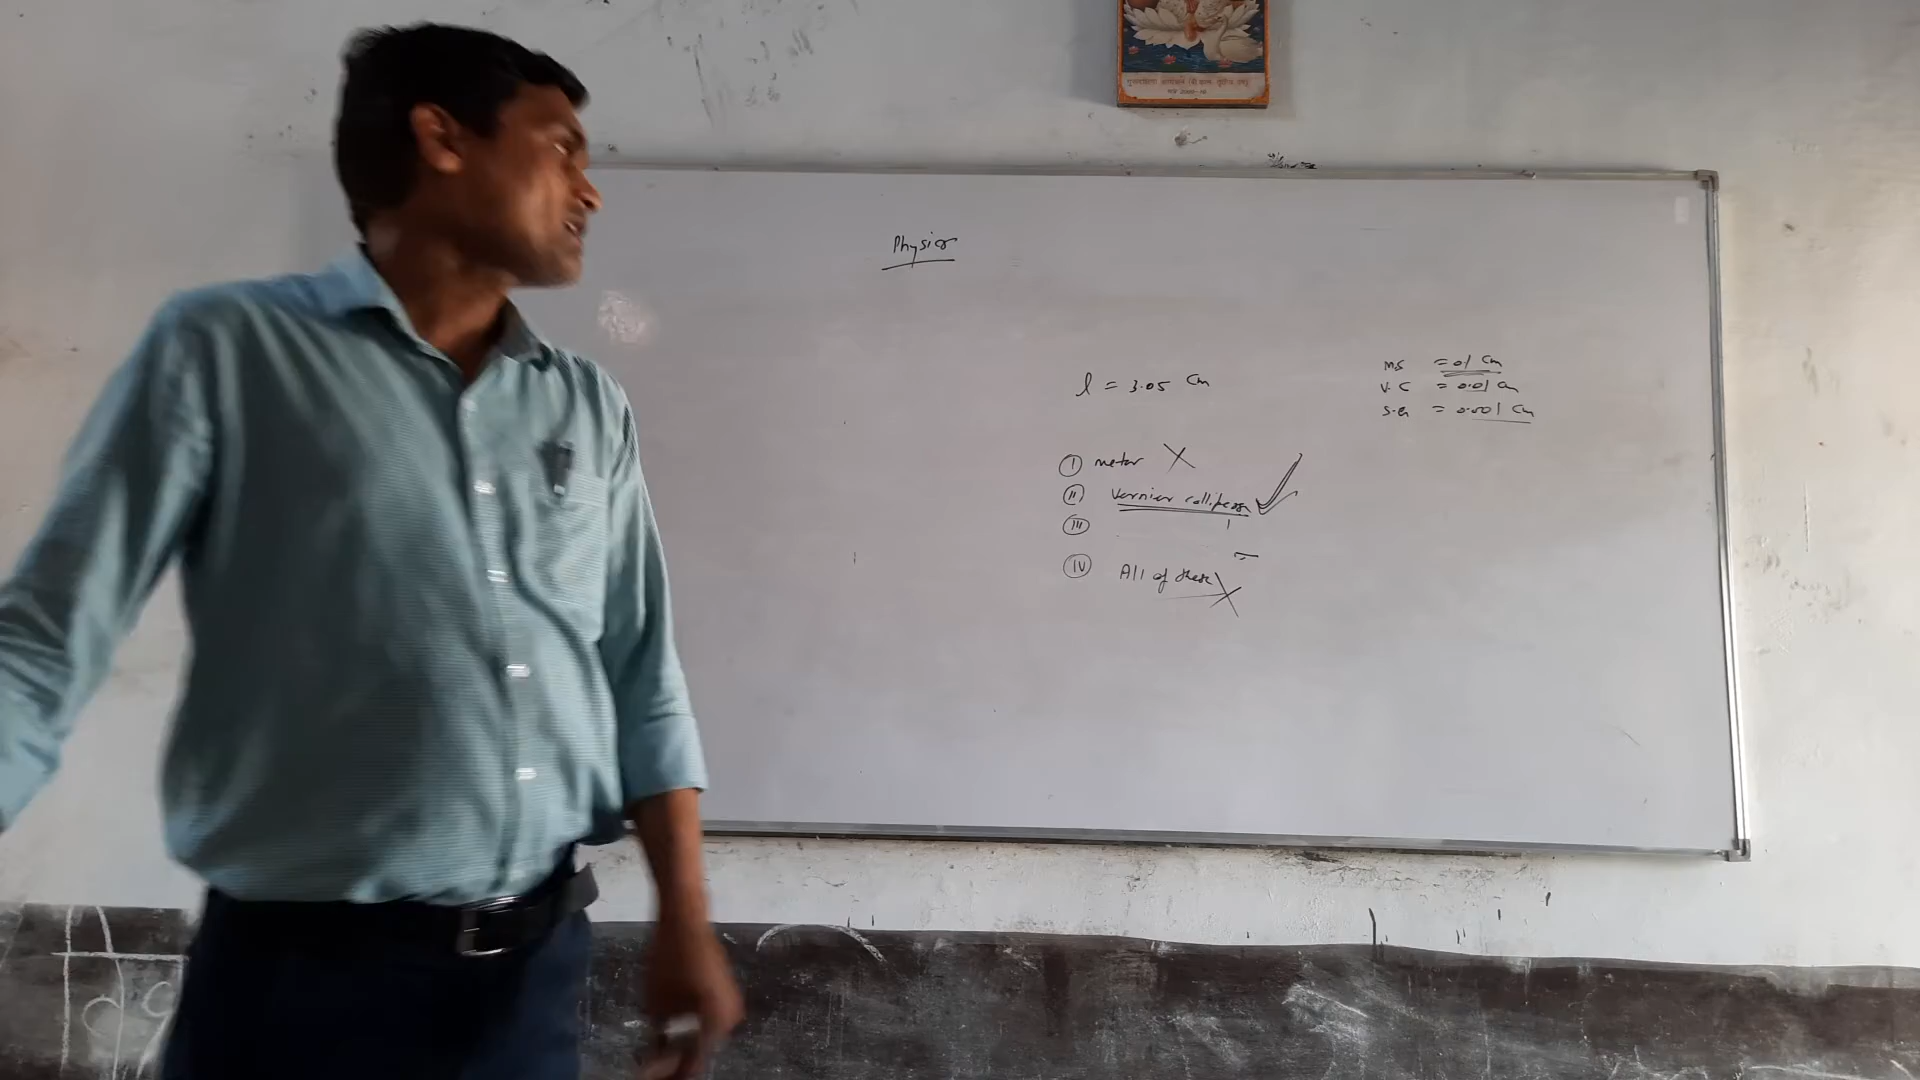 Physics
l = 3.05 Cm
MS = 0.1 Cm
V.C = 0.01 Cm
S.G = 0.001 Cm
I meter
II Vernier callipers
III
IV All of these